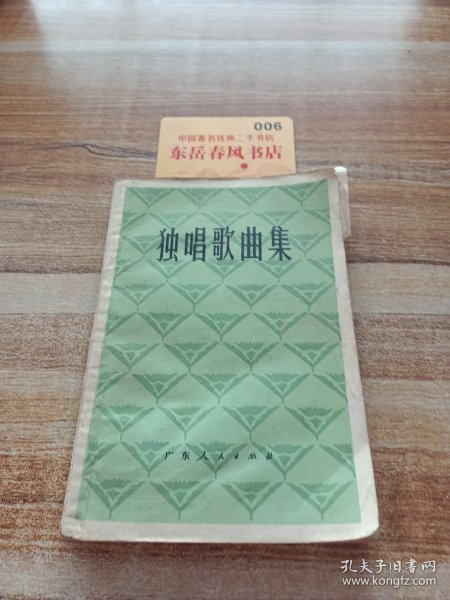 006
中国著名优质二手书店
东岳春风书店
独唱歌曲集
广东人民出版社
孔夫子旧书网
www.kongfz.com